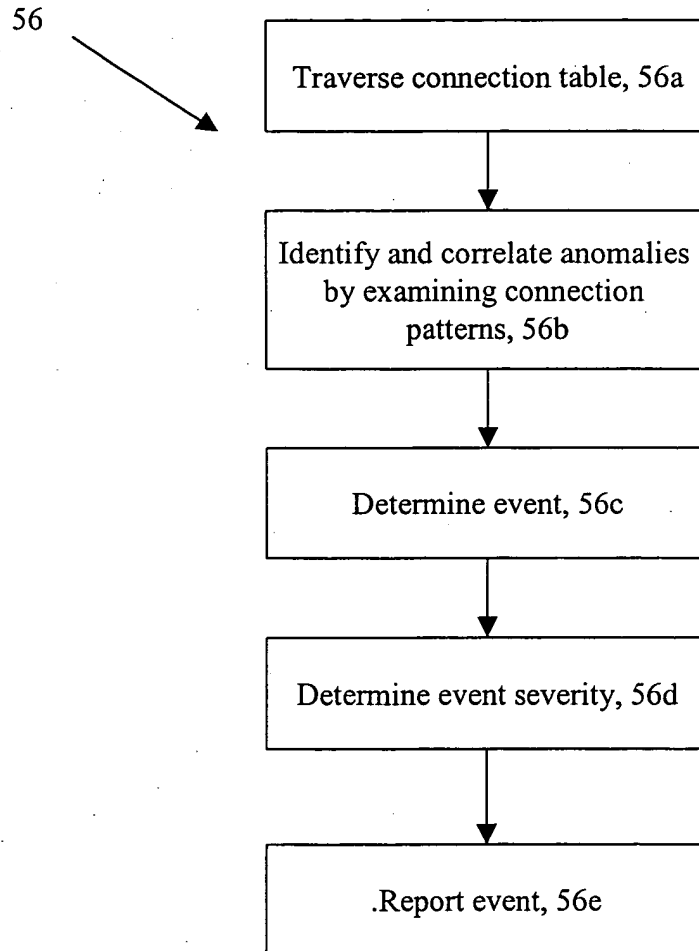 56
Traverse connection table, 56a
Identify and correlate anomalies
by examining connection
patterns, 56b
Determine event, 56c
Determine event severity, 56d
.Report event, 56e